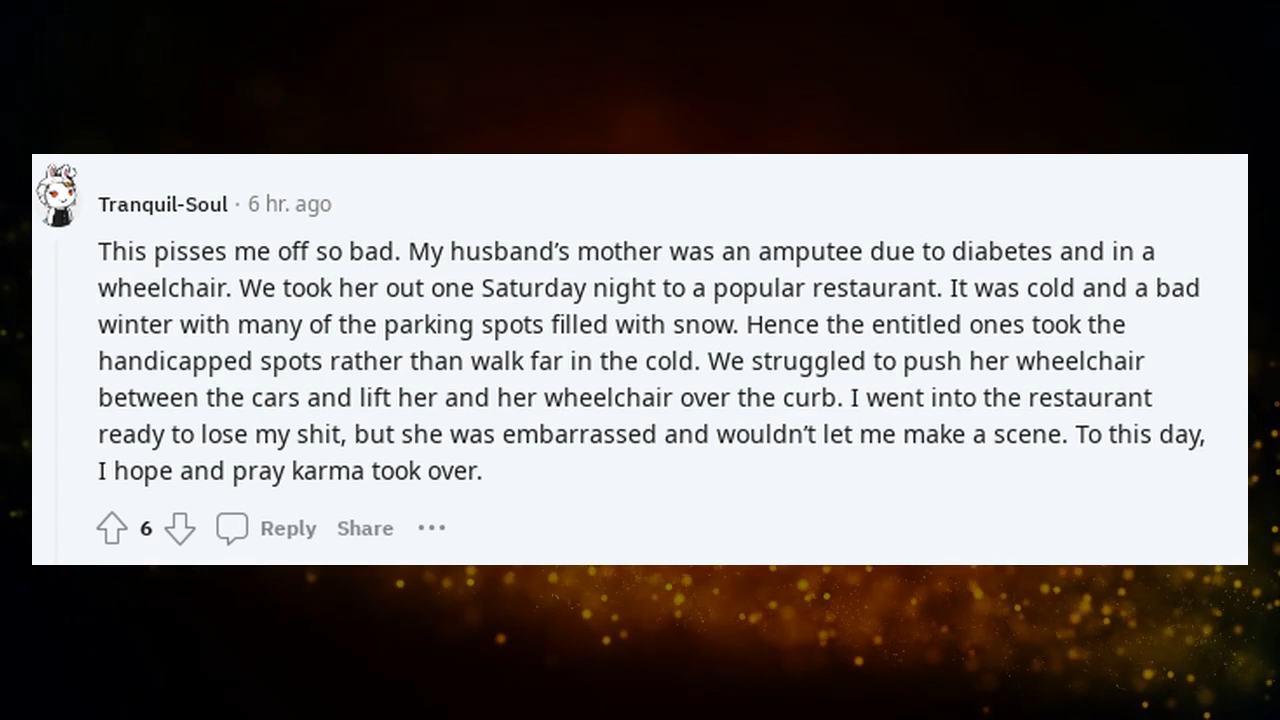 Tranquil-Soul · 6 hr. ago
This pisses me off so bad. My husband’s mother was an amputee due to diabetes and in a
wheelchair. We took her out one Saturday night to a popular restaurant. It was cold and a bad
winter with many of the parking spots filled with snow. Hence the entitled ones took the
handicapped spots rather than walk far in the cold. We struggled to push her wheelchair
between the cars and lift her and her wheelchair over the curb. I went into the restaurant
ready to lose my shit, but she was embarrassed and wouldn’t let me make a scene. To this day,
I hope and pray karma took over.
6 Reply Share •••